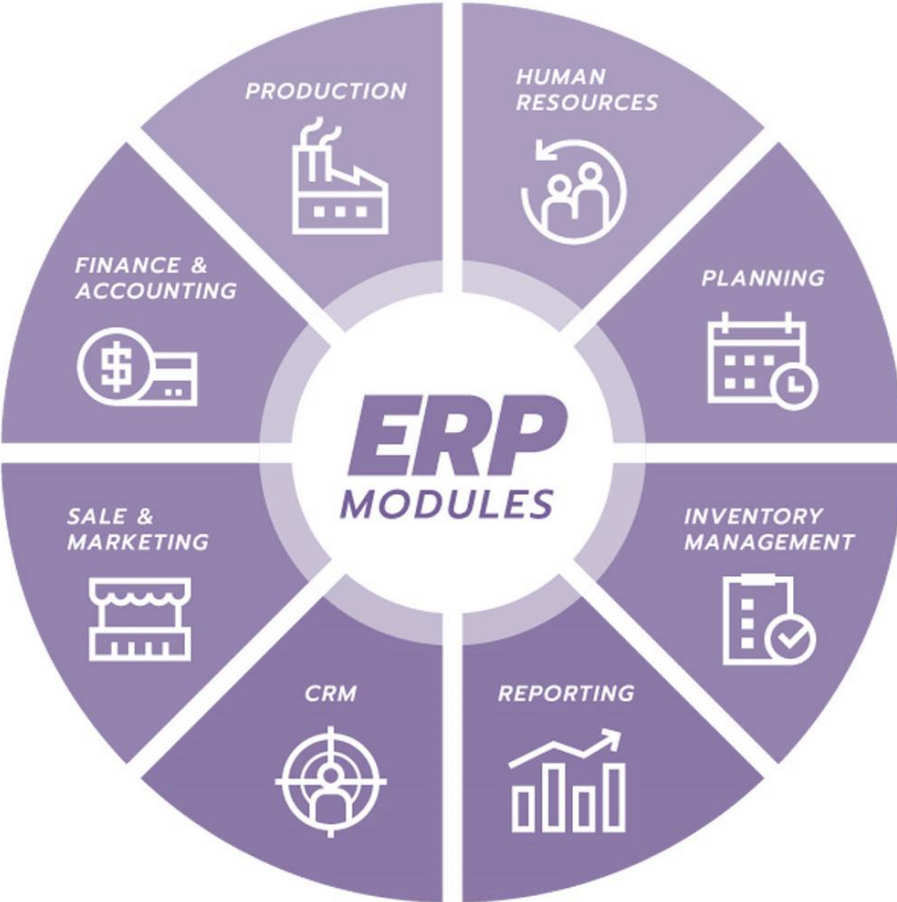 PRODUCTION
HUMAN
RESOURCES
FINANCE &
ACCOUNTING
PLANNING
ERP
MODULES
SALE &
MARKETING
INVENTORY
MANAGEMENT
CRM
REPORTING